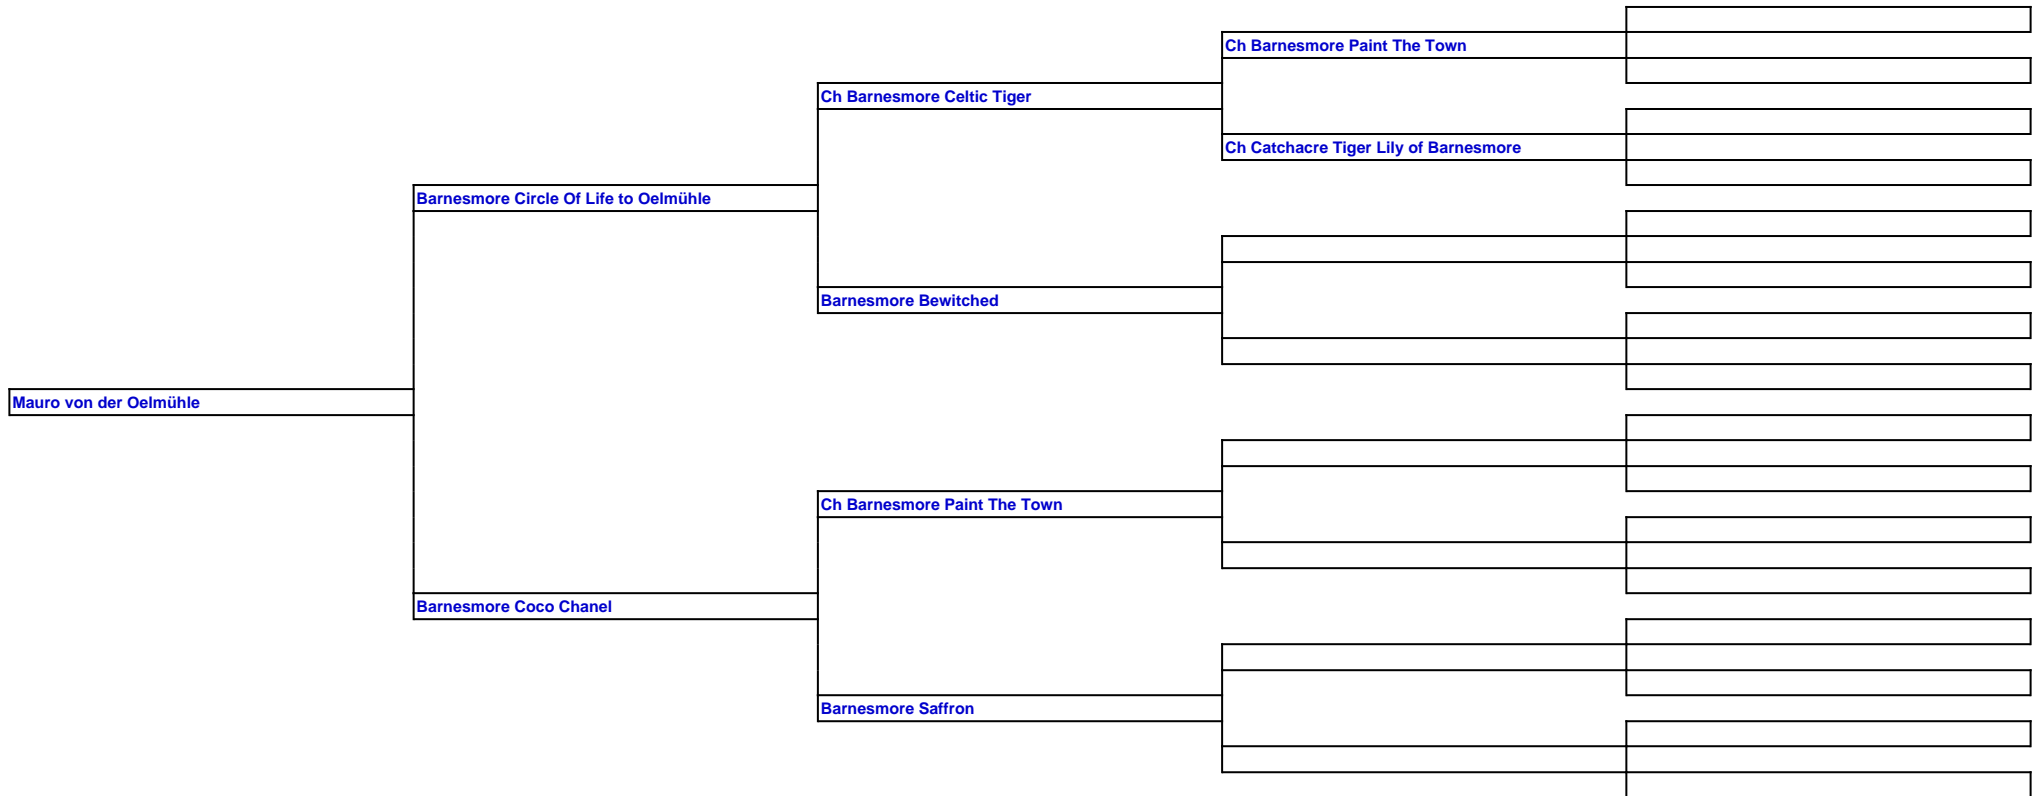 Ch Barnesmore Paint The Town
Ch Barnesmore Celtic Tiger
Ch Catchacre Tiger Lily of Barnesmore
Barnesmore Circle Of Life to Oelmühle
Barnesmore Bewitched
Mauro von der Oelmühle
Ch Barnesmore Paint The Town
Barnesmore Coco Chanel
Barnesmore Saffron